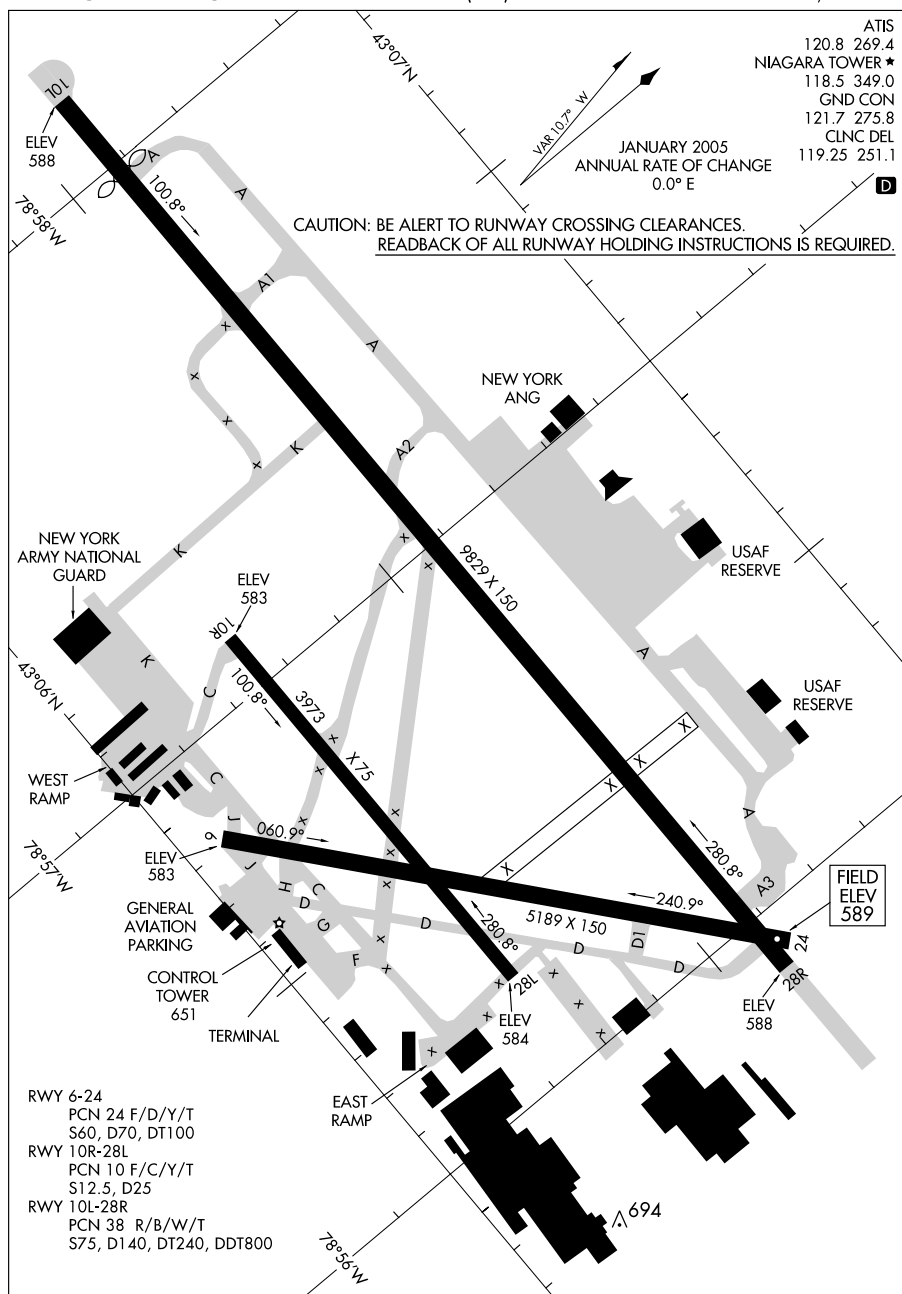 ATIS
120.8 269.4
NIAGARA TOWER ★
118.5 349.0
GND CON
121.7 275.8
CLNC DEL
119.25 251.1
D
43°07'N
VAR 10.7° W
JANUARY 2005
ANNUAL RATE OF CHANGE
0.0° E
CAUTION: BE ALERT TO RUNWAY CROSSING CLEARANCES.
READBACK OF ALL RUNWAY HOLDING INSTRUCTIONS IS REQUIRED.
10L
ELEV
588
A
A
100.8°
78°58'W
A1
A
NEW YORK
ANG
A2
K
K
9829 X 150
USAF
RESERVE
NEW YORK
ARMY NATIONAL
GUARD
ELEV
583
10R
K
C
100.8°
3973 X 75
A
USAF
RESERVE
43°06'N
X
X
X
X
WEST
RAMP
C
J
6
060.9°
78°57'W
ELEV
583
J
H
C
D
G
D
F
280.8°
A
A3
240.9°
5189 X 150
D1
D
D
24
FIELD
ELEV
589
GENERAL
AVIATION
PARKING
CONTROL
TOWER
651
TERMINAL
280.8°
28L
ELEV
584
28R
ELEV
588
EAST
RAMP
RWY 6-24
PCN 24 F/D/Y/T
S60, D70, DT100
RWY 10R-28L
PCN 10 F/C/Y/T
S12.5, D25
RWY 10L-28R
PCN 38 R/B/W/T
S75, D140, DT240, DDT800
694
78°56'W